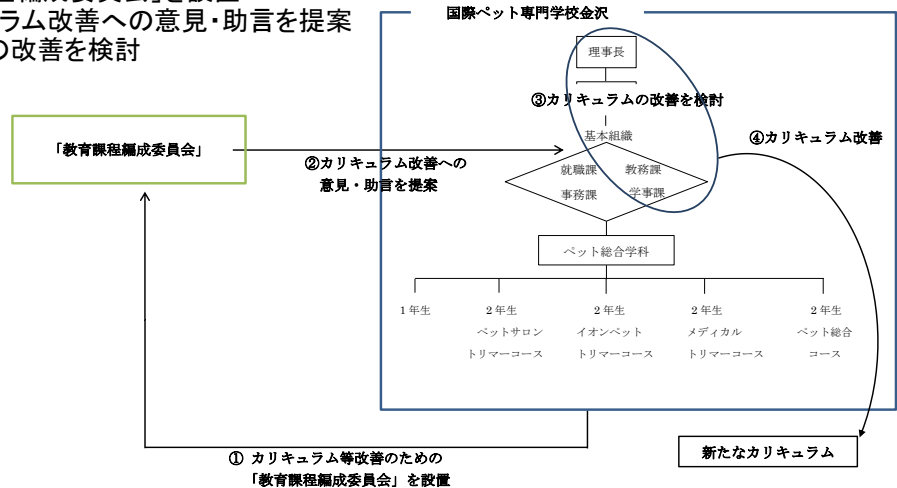 編成委員会」を設置
ラム改善への意見・助言を提案
の改善を検討
国際ペット専門学校金沢
理事長
③カリキュラムの改善を検討
基本組織
④カリキュラム改善
「教育課程編成委員会」
②カリキュラム改善への
意見・助言を提案
就職課 教務課
事務課 学事課
ペット総合学科
1年生
2年生
ペットサロン
トリマーコース
2年生
イオンペット
トリマーコース
2年生
メディカル
トリマーコース
2年生
ペット総合
コース
① カリキュラム等改善のための
「教育課程編成委員会」を設置
新たなカリキュラム